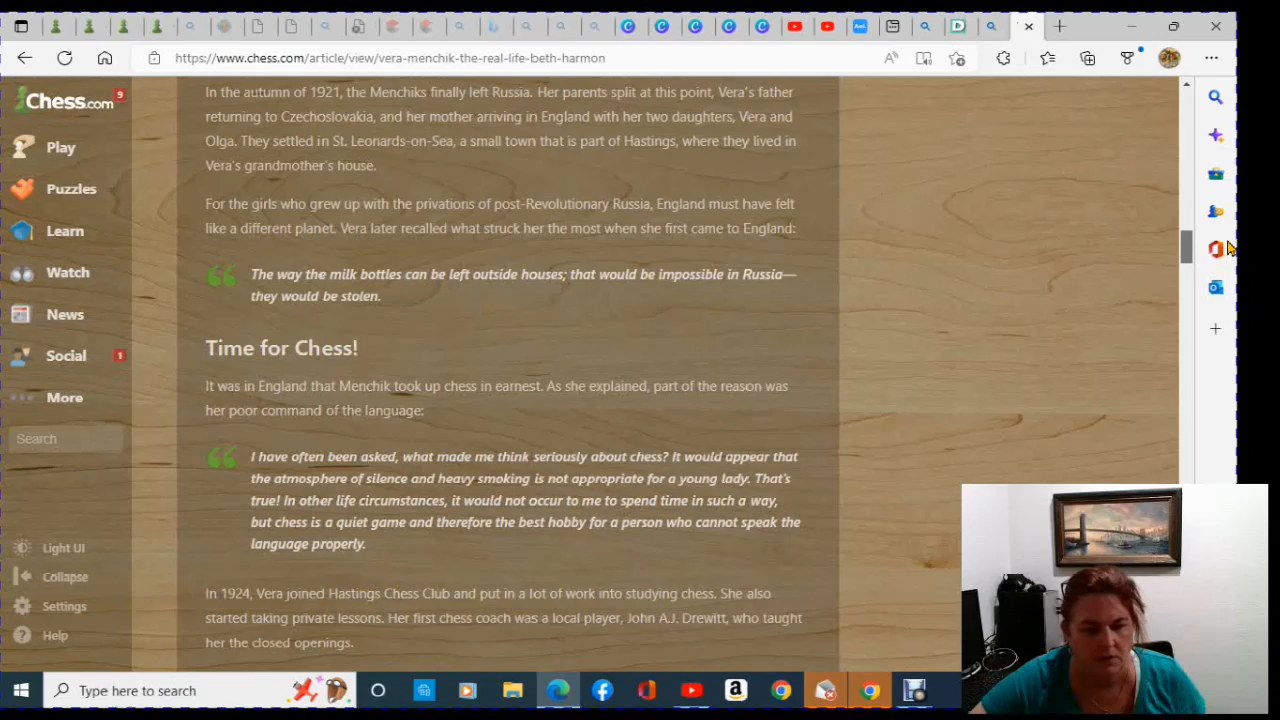 https://www.chess.com/article/view/vera-menchik-the-real-life-beth-harmon
Chess.com
9
Play
Puzzles
Learn
Watch
News
Social
1
More
Search
Light UI
Collapse
Settings
Help
In the autumn of 1921, the Menchiks finally left Russia. Her parents split at this point, Vera's father
returning to Czechoslovakia, and her mother arriving in England with her two daughters, Vera and
Olga. They settled in St. Leonards-on-Sea, a small town that is part of Hastings, where they lived in
Vera's grandmother's house.
For the girls who grew up with the privations of post-Revolutionary Russia, England must have felt
like a different planet. Vera later recalled what struck her the most when she first came to England:
The way the milk bottles can be left outside houses; that would be impossible in Russia—
they would be stolen.
Time for Chess!
It was in England that Menchik took up chess in earnest. As she explained, part of the reason was
her poor command of the language:
I have often been asked, what made me think seriously about chess? It would appear that
the atmosphere of silence and heavy smoking is not appropriate for a young lady. That's
true! In other life circumstances, it would not occur to me to spend time in such a way,
but chess is a quiet game and therefore the best hobby for a person who cannot speak the
language properly.
In 1924, Vera joined Hastings Chess Club and put in a lot of work into studying chess. She also
started taking private lessons. Her first chess coach was a local player, John A.J. Drewitt, who taught
her the closed openings.
Type here to search